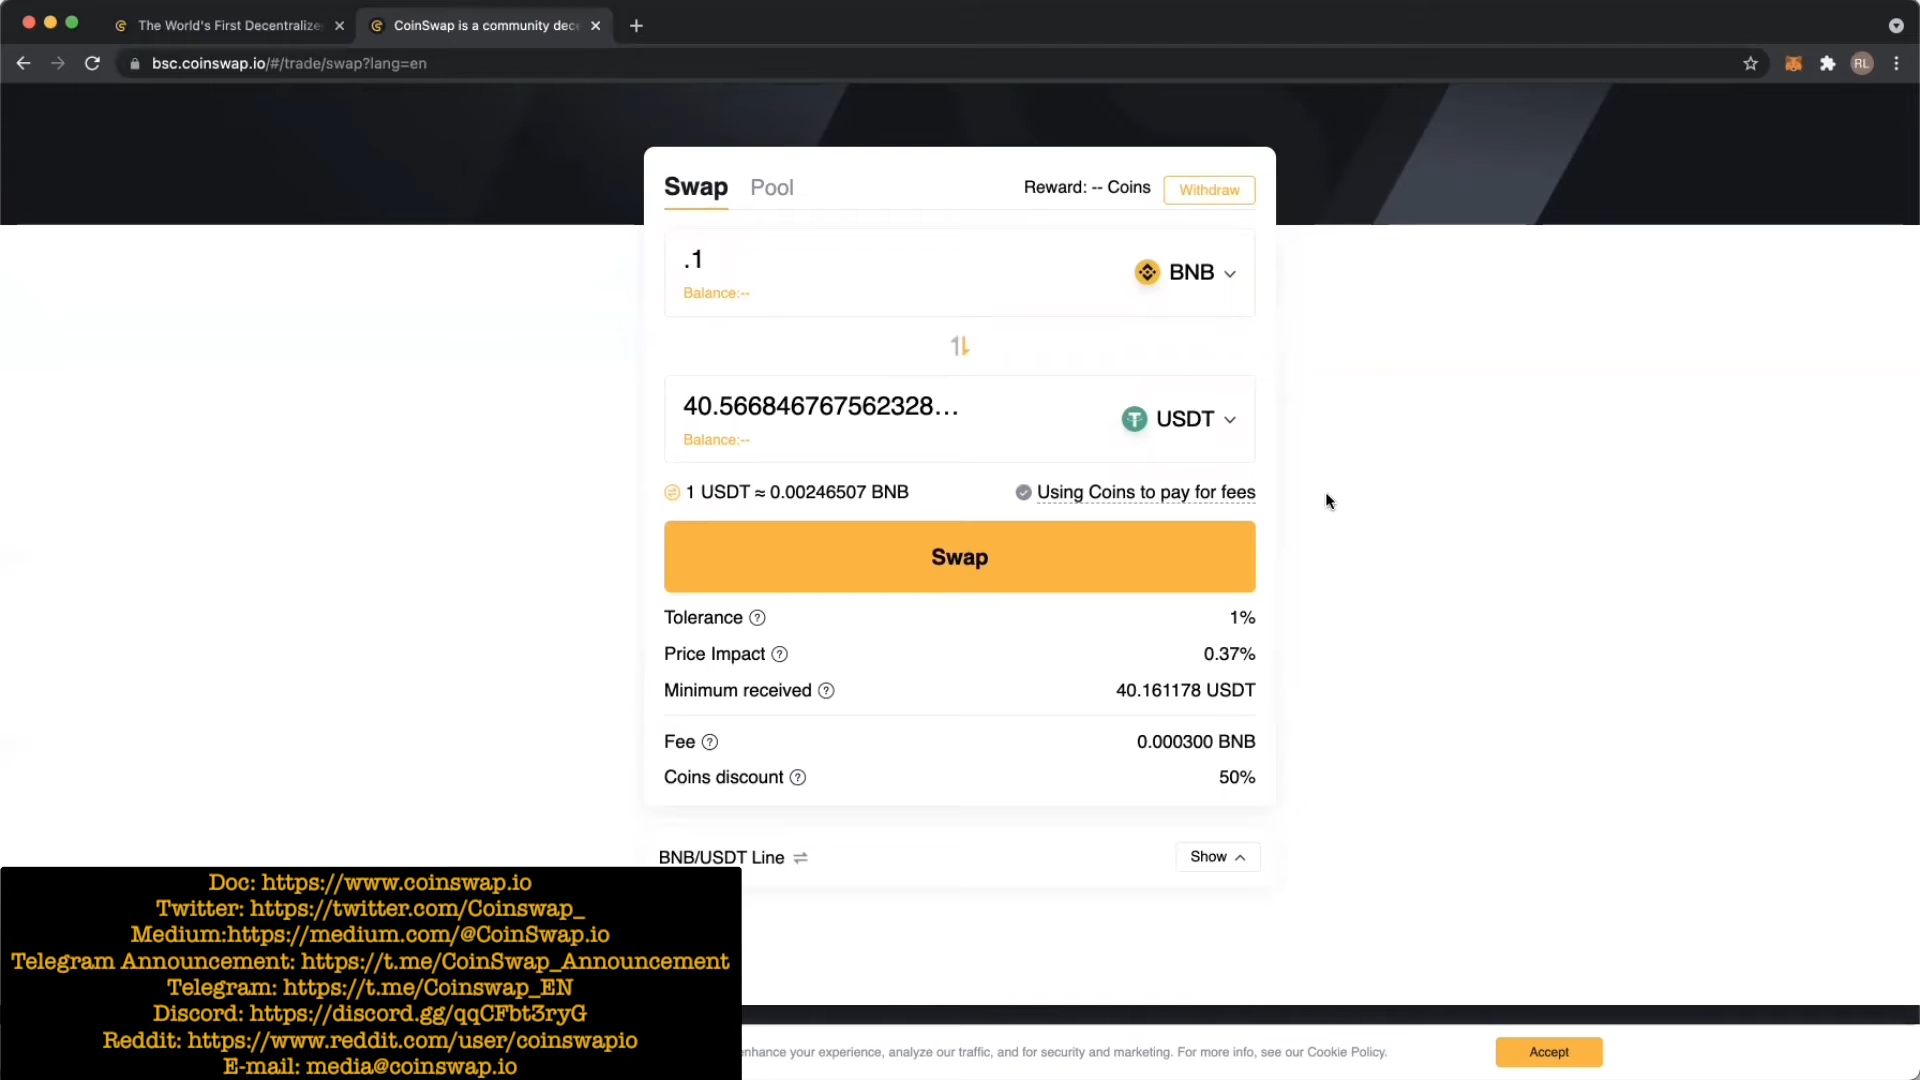 The World's First Decentralize
CoinSwap is a community dec
bsc.coinswap.io/#/trade/swap?lang=en
RL
Swap
Pool
Reward: -- Coins
Withdraw
.1
BNB
Balance:--
40.566846767562328...
USDT
Balance:--
1 USDT ≈ 0.00246507 BNB
Using Coins to pay for fees
Swap
Tolerance
1%
Price Impact
0.37%
Minimum received
40.161178 USDT
Fee
0.000300 BNB
Coins discount
50%
BNB/USDT Line
Show
Doc: https://www.coinswap.io
Twitter: https://twitter.com/Coinswap_
Medium:https://medium.com/@CoinSwap.io
Telegram Announcement: https://t.me/CoinSwap_Announcement
Telegram: https://t.me/Coinswap_EN
Discord: https://discord.gg/qqCFbt3ryG
Reddit: https://www.reddit.com/user/coinswapio
E-mail: media@coinswap.io
enhance your experience, analyze our traffic, and for security and marketing. For more info, see our Cookie Policy.
Accept